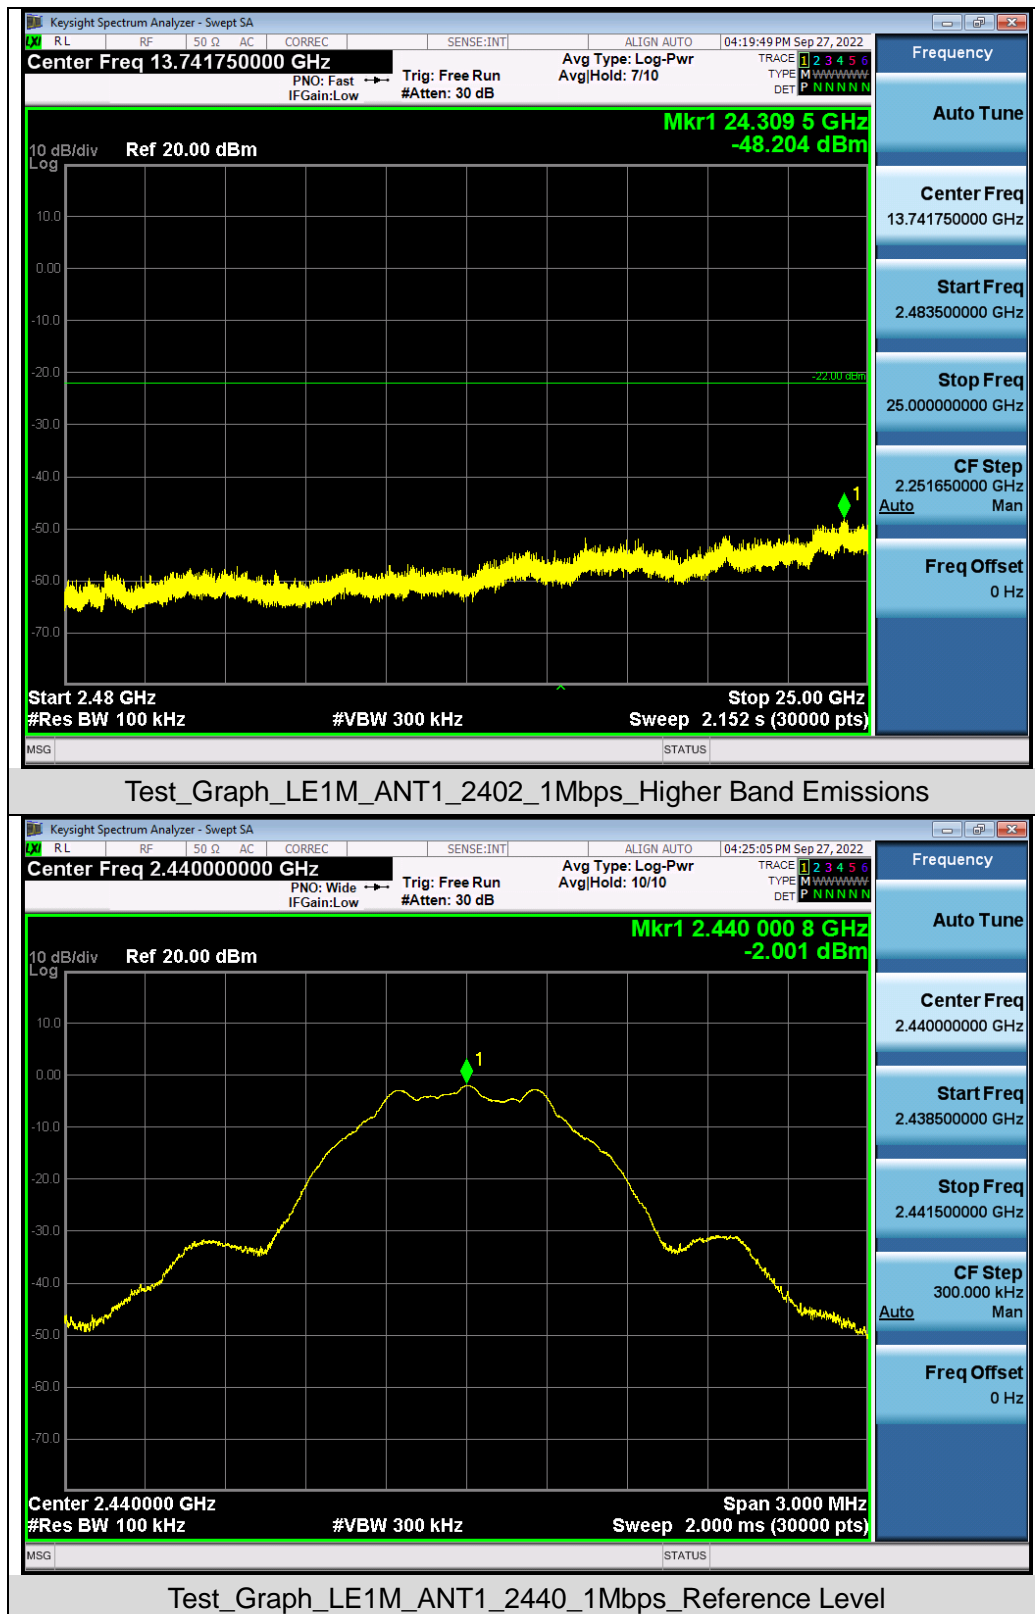 Keysight Spectrum Analyzer - Swept SA
LXI RL RF 50 Ω AC CORREC SENSE:INT ALIGN AUTO 04:19:49 PM Sep 27, 2022
Center Freq 13.741750000 GHz
PNO: Fast
IFGain:Low
Trig: Free Run
#Atten: 30 dB
Avg Type: Log-Pwr
Avg|Hold: 7/10
TRACE 1 2 3 4 5 6
TYPE M WWWWW
DET P N N N N N
Mkr1 24.309 5 GHz
-48.204 dBm
10 dB/div Ref 20.00 dBm
Log
10.0
0.00
-10.0
-20.0
-22.00 dBm
-30.0
-40.0
1
-50.0
-60.0
-70.0
Start 2.48 GHz Stop 25.00 GHz
#Res BW 100 kHz #VBW 300 kHz Sweep 2.152 s (30000 pts)
MSG STATUS
Frequency
Auto Tune
Center Freq
13.741750000 GHz
Start Freq
2.483500000 GHz
Stop Freq
25.000000000 GHz
CF Step
2.251650000 GHz
Auto Man
Freq Offset
0 Hz
Test_Graph_LE1M_ANT1_2402_1Mbps_Higher Band Emissions
Keysight Spectrum Analyzer - Swept SA
LXI RL RF 50 Ω AC CORREC SENSE:INT ALIGN AUTO 04:25:05 PM Sep 27, 2022
Center Freq 2.440000000 GHz
PNO: Wide
IFGain:Low
Trig: Free Run
#Atten: 30 dB
Avg Type: Log-Pwr
Avg|Hold: 10/10
TRACE 1 2 3 4 5 6
TYPE M WWWWW
DET P N N N N N
Mkr1 2.440 000 8 GHz
-2.001 dBm
10 dB/div Ref 20.00 dBm
Log
10.0
1
0.00
-10.0
-20.0
-30.0
-40.0
-50.0
-60.0
-70.0
Center 2.440000 GHz Span 3.000 MHz
#Res BW 100 kHz #VBW 300 kHz Sweep 2.000 ms (30000 pts)
MSG STATUS
Frequency
Auto Tune
Center Freq
2.440000000 GHz
Start Freq
2.438500000 GHz
Stop Freq
2.441500000 GHz
CF Step
300.000 kHz
Auto Man
Freq Offset
0 Hz
Test_Graph_LE1M_ANT1_2440_1Mbps_Reference Level